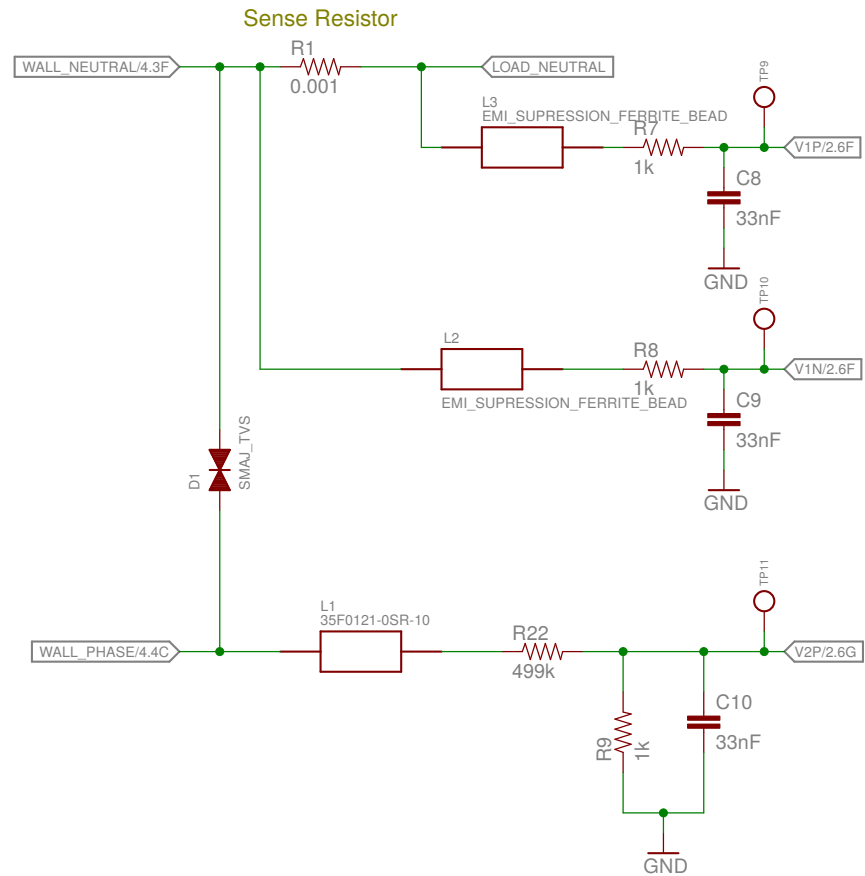 Sense Resistor
WALL_NEUTRAL/4.3F
R1
0.001
LOAD_NEUTRAL
TP9
L3
EMI_SUPRESSION_FERRITE_BEAD
R7
1k
V1P/2.6F
C8
33nF
GND
TP10
L2
R8
1k
V1N/2.6F
EMI_SUPRESSION_FERRITE_BEAD
C9
33nF
GND
D1
SMAJ_TVS
TP11
L1
35F0121-0SR-10
WALL_PHASE/4.4C
R22
499k
V2P/2.6G
R9
1k
C10
33nF
GND